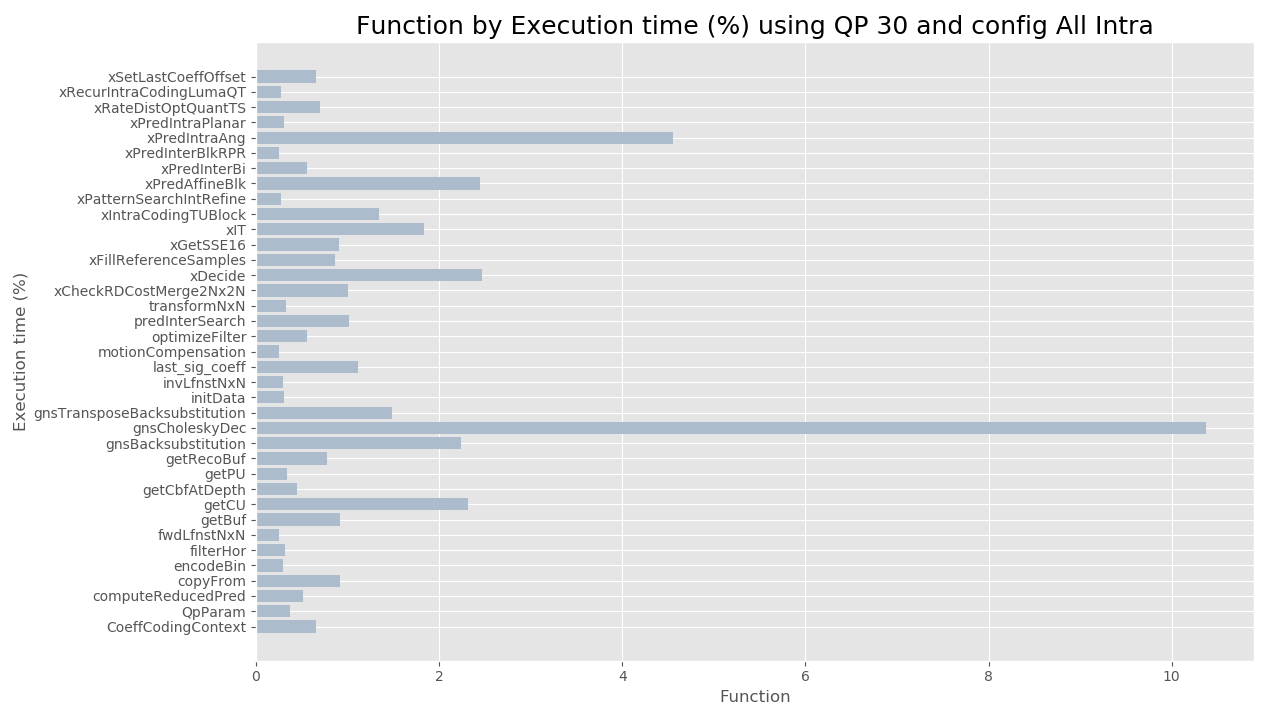 Function by Execution time (%) using QP 30 and config All Intra
Execution time (%)
xSetLastCoeffOffset
xRecurIntraCodingLumaQT
xRateDistOptQuantTS
xPredIntraPlanar
xPredIntraAng
xPredInterBlkRPR
xPredInterBi
xPredAffineBlk
xPatternSearchIntRefine
xIntraCodingTUBlock
xIT
xGetSSE16
xFillReferenceSamples
xDecide
xCheckRDCostMerge2Nx2N
transformNxN
predInterSearch
optimizeFilter
motionCompensation
last_sig_coeff
invLfnstNxN
initData
gnsTransposeBacksubstitution
gnsCholeskyDec
gnsBacksubstitution
getRecoBuf
getPU
getCbfAtDepth
getCU
getBuf
fwdLfnstNxN
filterHor
encodeBin
copyFrom
computeReducedPred
QpParam
CoeffCodingContext
0 2 4 6 8 10
Function